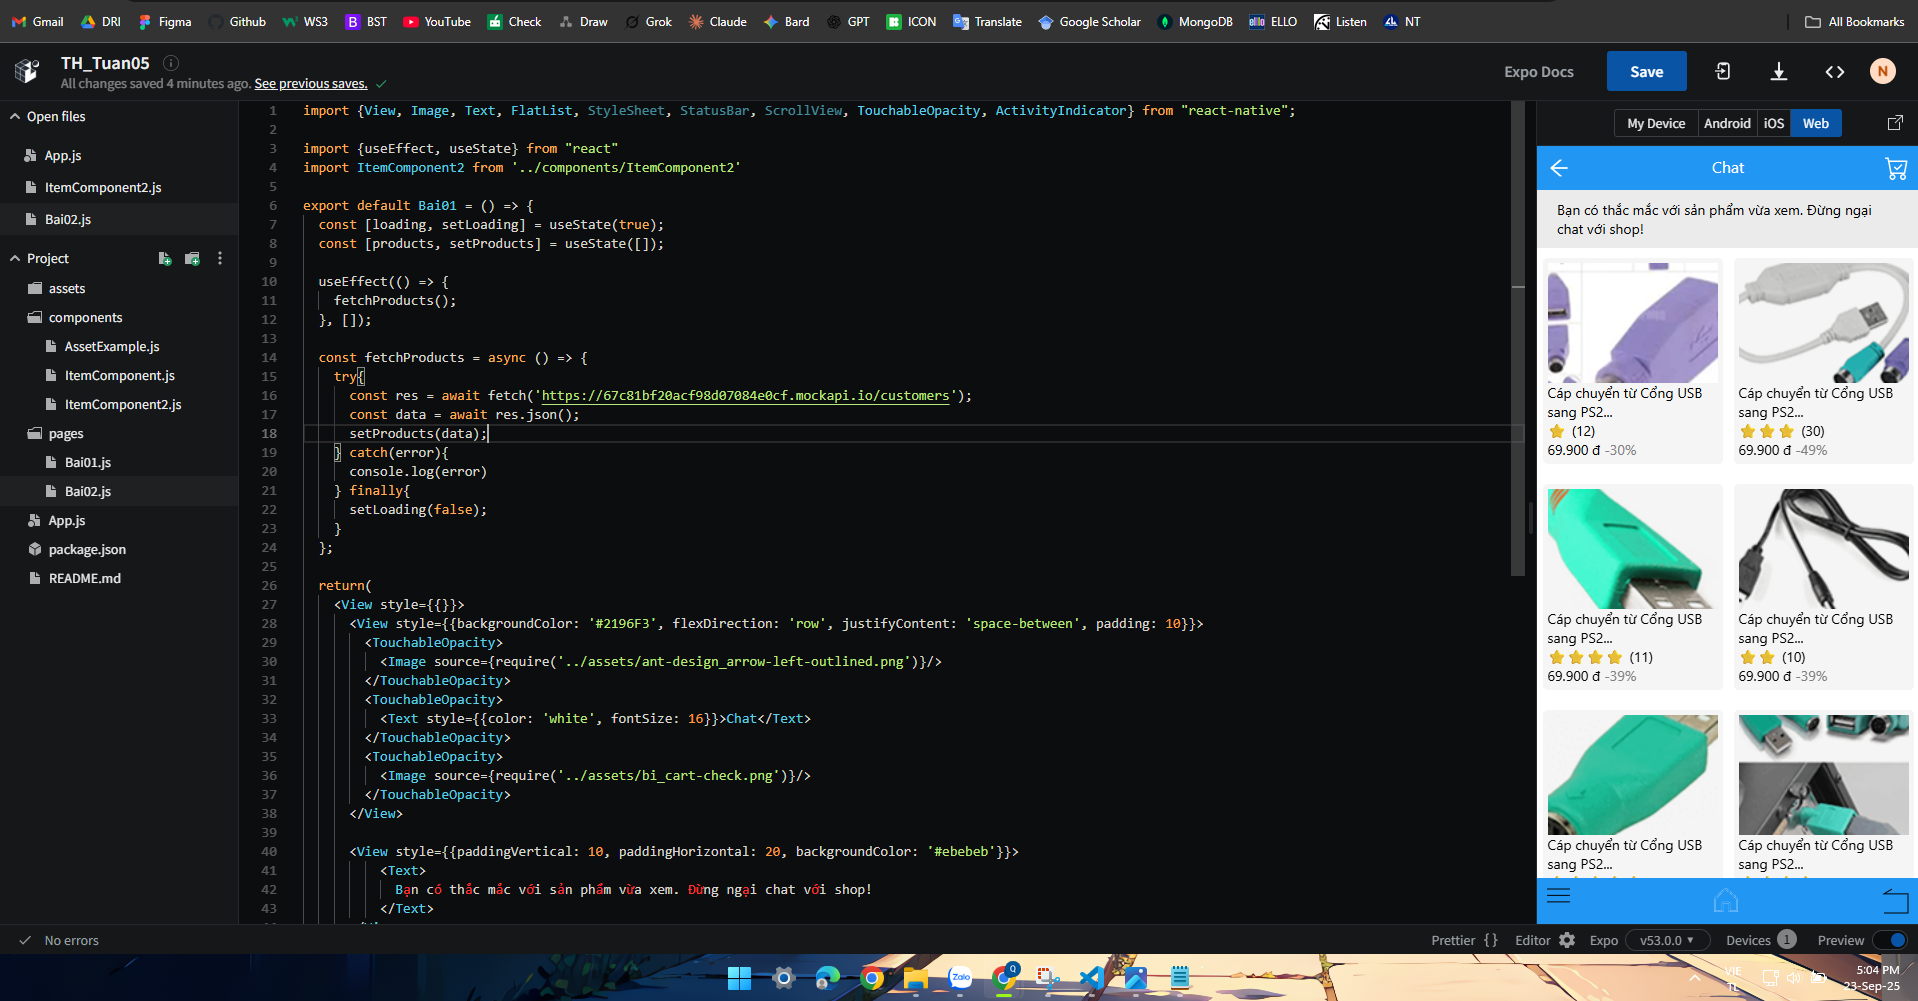 Gmail DRI Figma Github WS3 BST YouTube Check Draw Grok Claude Bard GPT ICON Translate Google Scholar MongoDB ELLO Listen NT All Bookmarks
TH_Tuan05
All changes saved 4 minutes ago. See previous saves.
Expo Docs
Save
N
Open files
App.js
ItemComponent2.js
Bai02.js
Project
assets
components
AssetExample.js
ItemComponent.js
ItemComponent2.js
pages
Bai01.js
Bai02.js
App.js
package.json
README.md
1 import {View, Image, Text, FlatList, StyleSheet, StatusBar, ScrollView, TouchableOpacity, ActivityIndicator} from "react-native";
2
3 import {useEffect, useState} from "react"
4 import ItemComponent2 from '../components/ItemComponent2'
5
6 export default Bai01 = () => {
7 const [loading, setLoading] = useState(true);
8 const [products, setProducts] = useState([]);
9
10 useEffect(() => {
11 fetchProducts();
12 }, []);
13
14 const fetchProducts = async () => {
15 try{
16 const res = await fetch('https://67c81bf20acf98d07084e0cf.mockapi.io/customers');
17 const data = await res.json();
18 setProducts(data);
19 } catch(error){
20 console.log(error)
21 } finally{
22 setLoading(false);
23 }
24 };
25
26 return(
27 <View style={{}}>
28 <View style={{backgroundColor: '#2196F3', flexDirection: 'row', justifyContent: 'space-between', padding: 10}}>
29 <TouchableOpacity>
30 <Image source={require('../assets/ant-design_arrow-left-outlined.png')}/>
31 </TouchableOpacity>
32 <TouchableOpacity>
33 <Text style={{color: 'white', fontSize: 16}}>Chat</Text>
34 </TouchableOpacity>
35 <TouchableOpacity>
36 <Image source={require('../assets/bi_cart-check.png')}/>
37 </TouchableOpacity>
38 </View>
39
40 <View style={{paddingVertical: 10, paddingHorizontal: 20, backgroundColor: '#ebebeb'}}>
41 <Text>
42 Bạn có thắc mắc với sản phẩm vừa xem. Đừng ngại chat với shop!
43 </Text>
My Device Android iOS Web
Chat
Bạn có thắc mắc với sản phẩm vừa xem. Đừng ngại
chat với shop!
Cáp chuyển từ Cổng USB
sang PS2...
(12)
69.900 đ -30%
Cáp chuyển từ Cổng USB
sang PS2...
(30)
69.900 đ -49%
Cáp chuyển từ Cổng USB
sang PS2...
(11)
69.900 đ -39%
Cáp chuyển từ Cổng USB
sang PS2...
(10)
69.900 đ -39%
Cáp chuyển từ Cổng USB
sang PS2...
Cáp chuyển từ Cổng USB
sang PS2...
No errors
Prettier {} Editor Expo v53.0.0 Devices 1 Preview
Zalo
Q
VIE
TL
5:04 PM
23-Sep-25